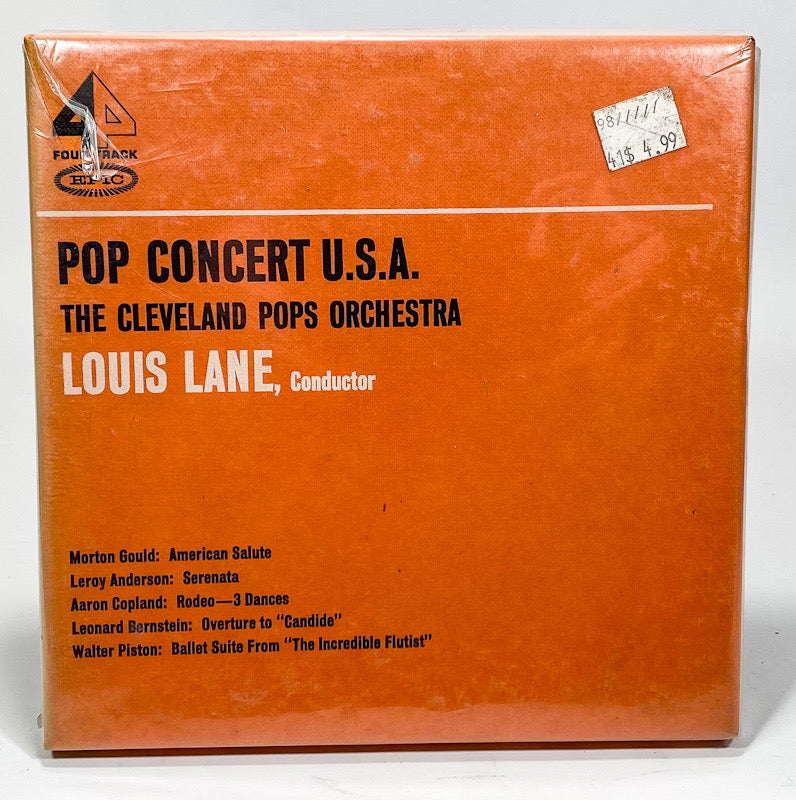 FOUR TRACK
EPIC
98/////
41$ 4.99
POP CONCERT U.S.A.
THE CLEVELAND POPS ORCHESTRA
LOUIS LANE, Conductor
Morton Gould: American Salute
Leroy Anderson: Serenata
Aaron Copland: Rodeo—3 Dances
Leonard Bernstein: Overture to "Candide"
Walter Piston: Ballet Suite From "The Incredible Flutist"